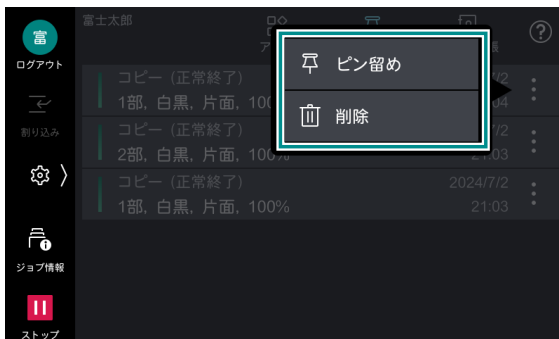 富
ログアウト
割り込み
ジョブ情報
ストップ
富士太郎
ア
帳
ピン留め
削除
コピー (正常終了)
1部, 白黒, 片面, 100
コピー (正常終了)
2部, 白黒, 片面, 100%
21:03
コピー (正常終了)
2024/7/2
1部, 白黒, 片面, 100%
21:03